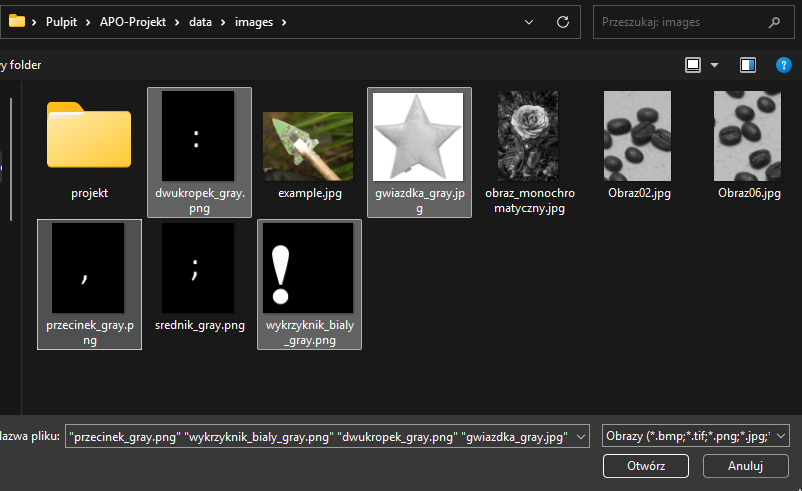 Pulpit > APO-Projekt > data > images >
Przeszukaj: images
y folder
?
projekt
dwukropek_gray.
png
example.jpg
gwiazdka_gray.jp
g
obraz_monochro
matyczny.jpg
Obraz02.jpg
Obraz06.jpg
:
,
;
!
przecinek_gray.p
ng
srednik_gray.png
wykrzyknik_bialy
_gray.png
lazwa pliku:
"przecinek_gray.png" "wykrzyknik_bialy_gray.png" "dwukropek_gray.png" "gwiazdka_gray.jpg"
Obrazy (*.bmp;*.tif;*.png;*.jpg;*
Otwórz
Anuluj